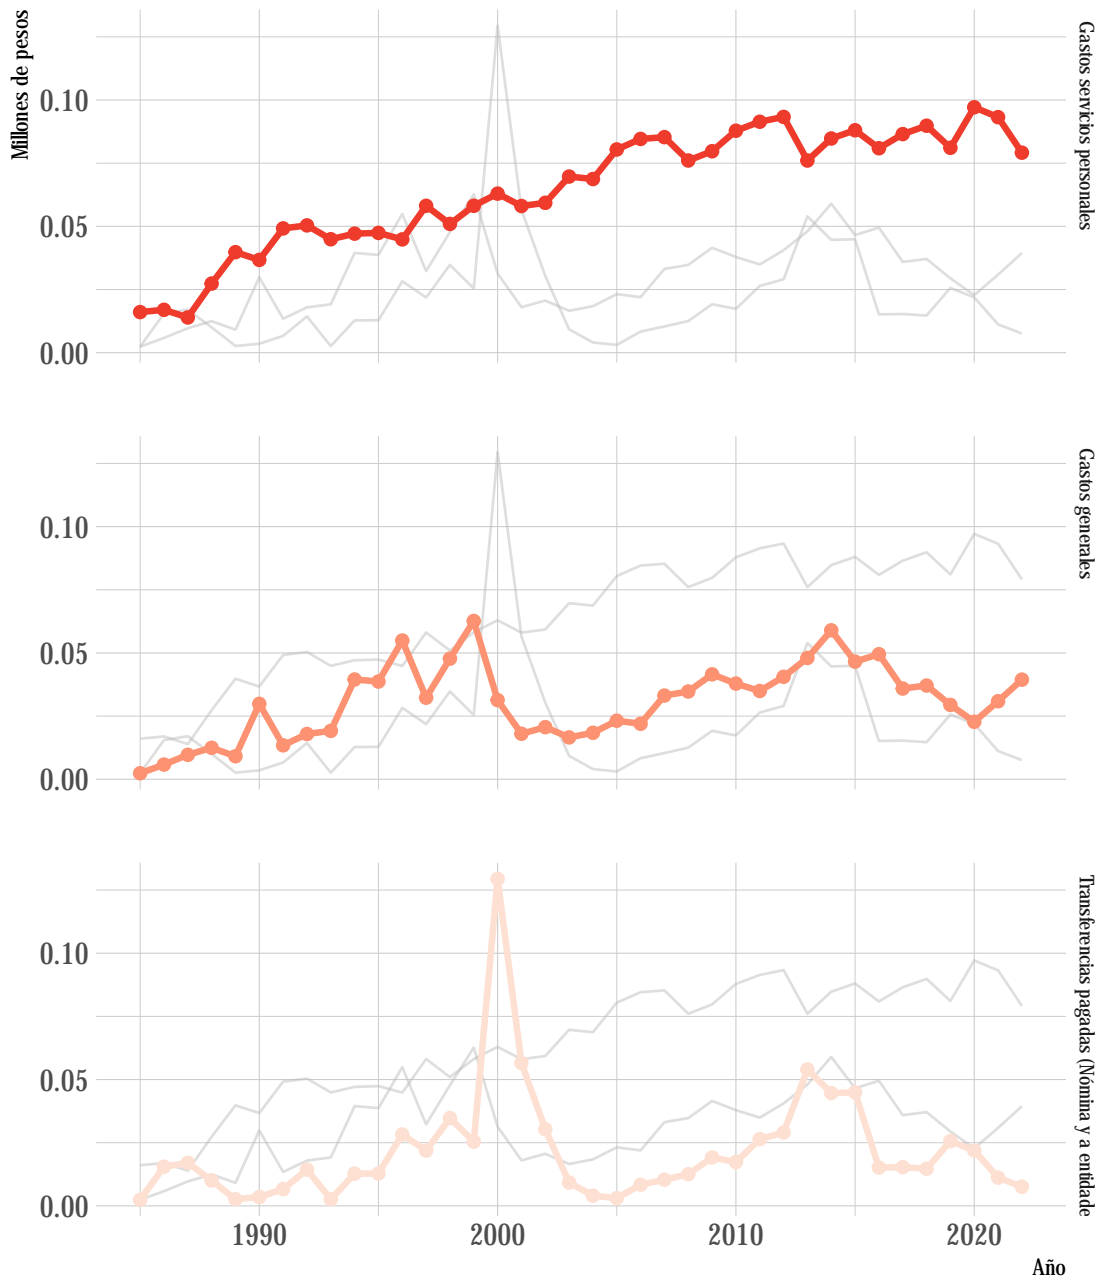 Millones de pesos
0.10
0.05
0.00
Gastos servicios personales
0.10
0.05
0.00
Gastos generales
0.10
0.05
0.00
Transferencias pagadas (Nómina y a entidade
1990
2000
2010
2020
Año